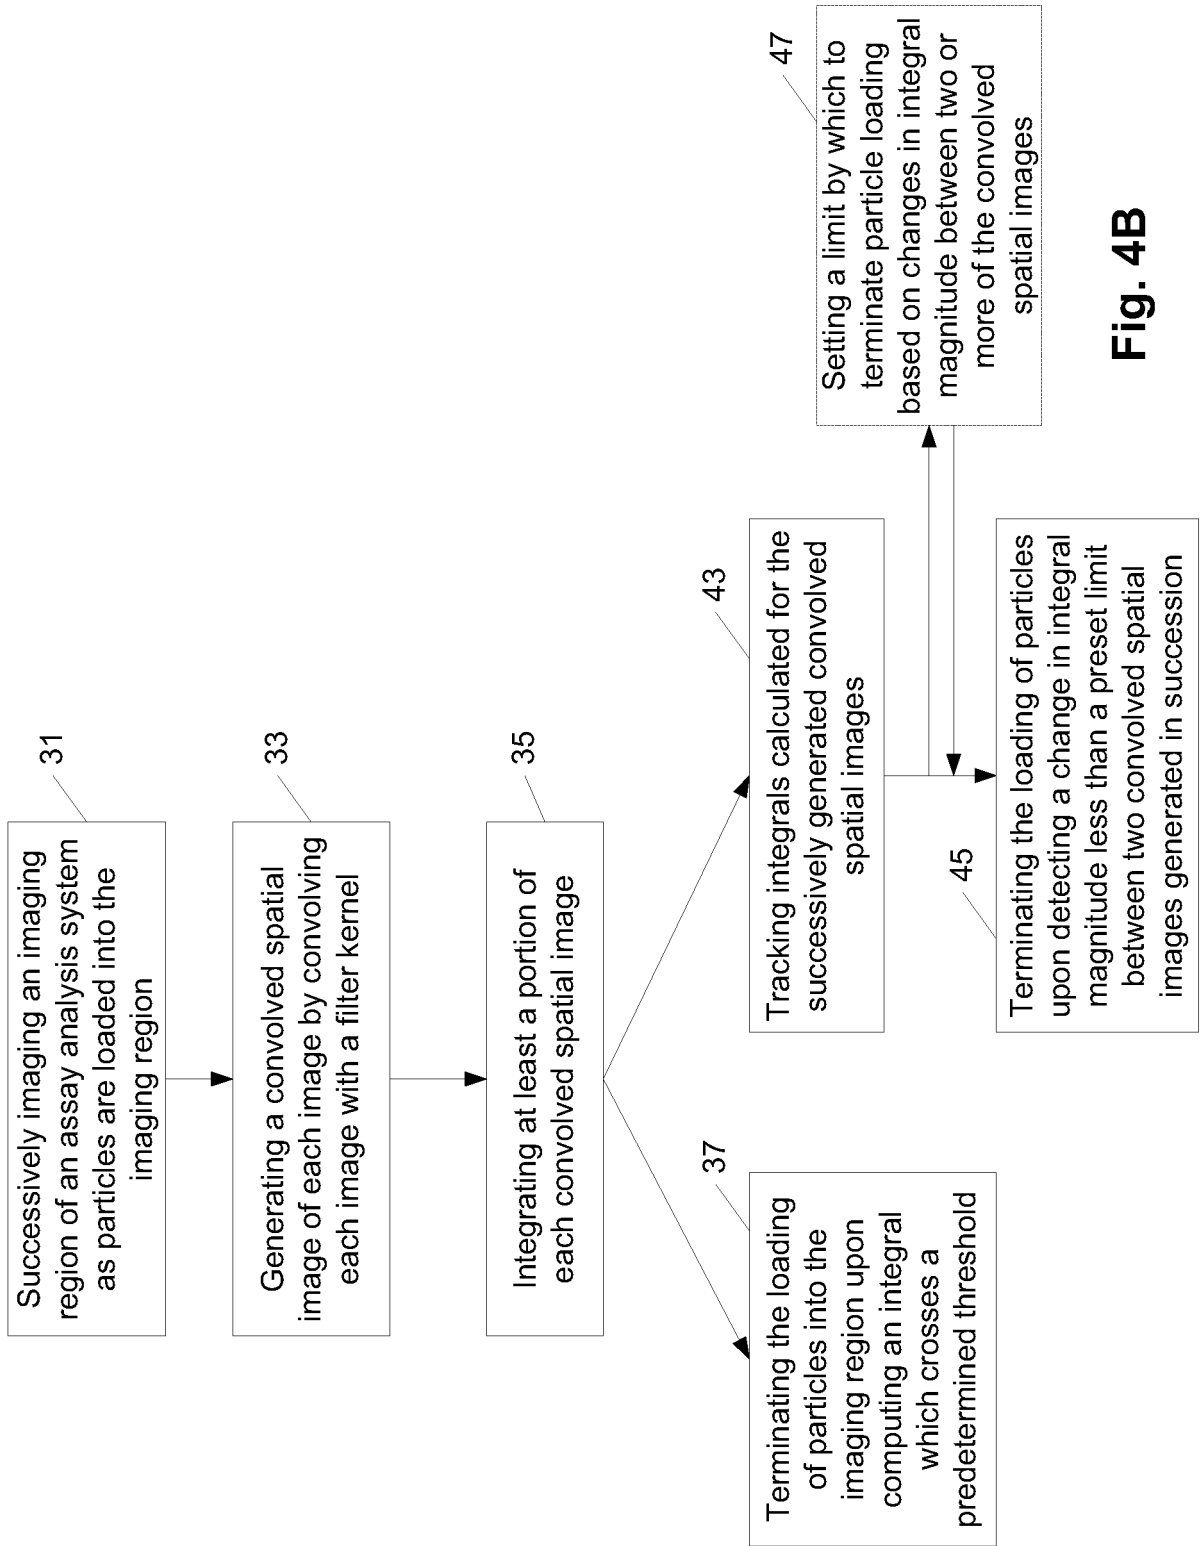 31
Successively imaging an imaging
region of an assay analysis system
as particles are loaded into the
imaging region
33
Generating a convolved spatial
image of each image by convolving
each image with a filter kernel
35
Integrating at least a portion of
each convolved spatial image
37
Terminating the loading
of particles into the
imaging region upon
computing an integral
which crosses a
predetermined threshold
43
Tracking integrals calculated for the
successively generated convolved
spatial images
47
Setting a limit by which to
terminate particle loading
based on changes in integral
magnitude between two or
more of the convolved
spatial images
45
Terminating the loading of particles
upon detecting a change in integral
magnitude less than a preset limit
between two convolved spatial
images generated in succession
Fig. 4B